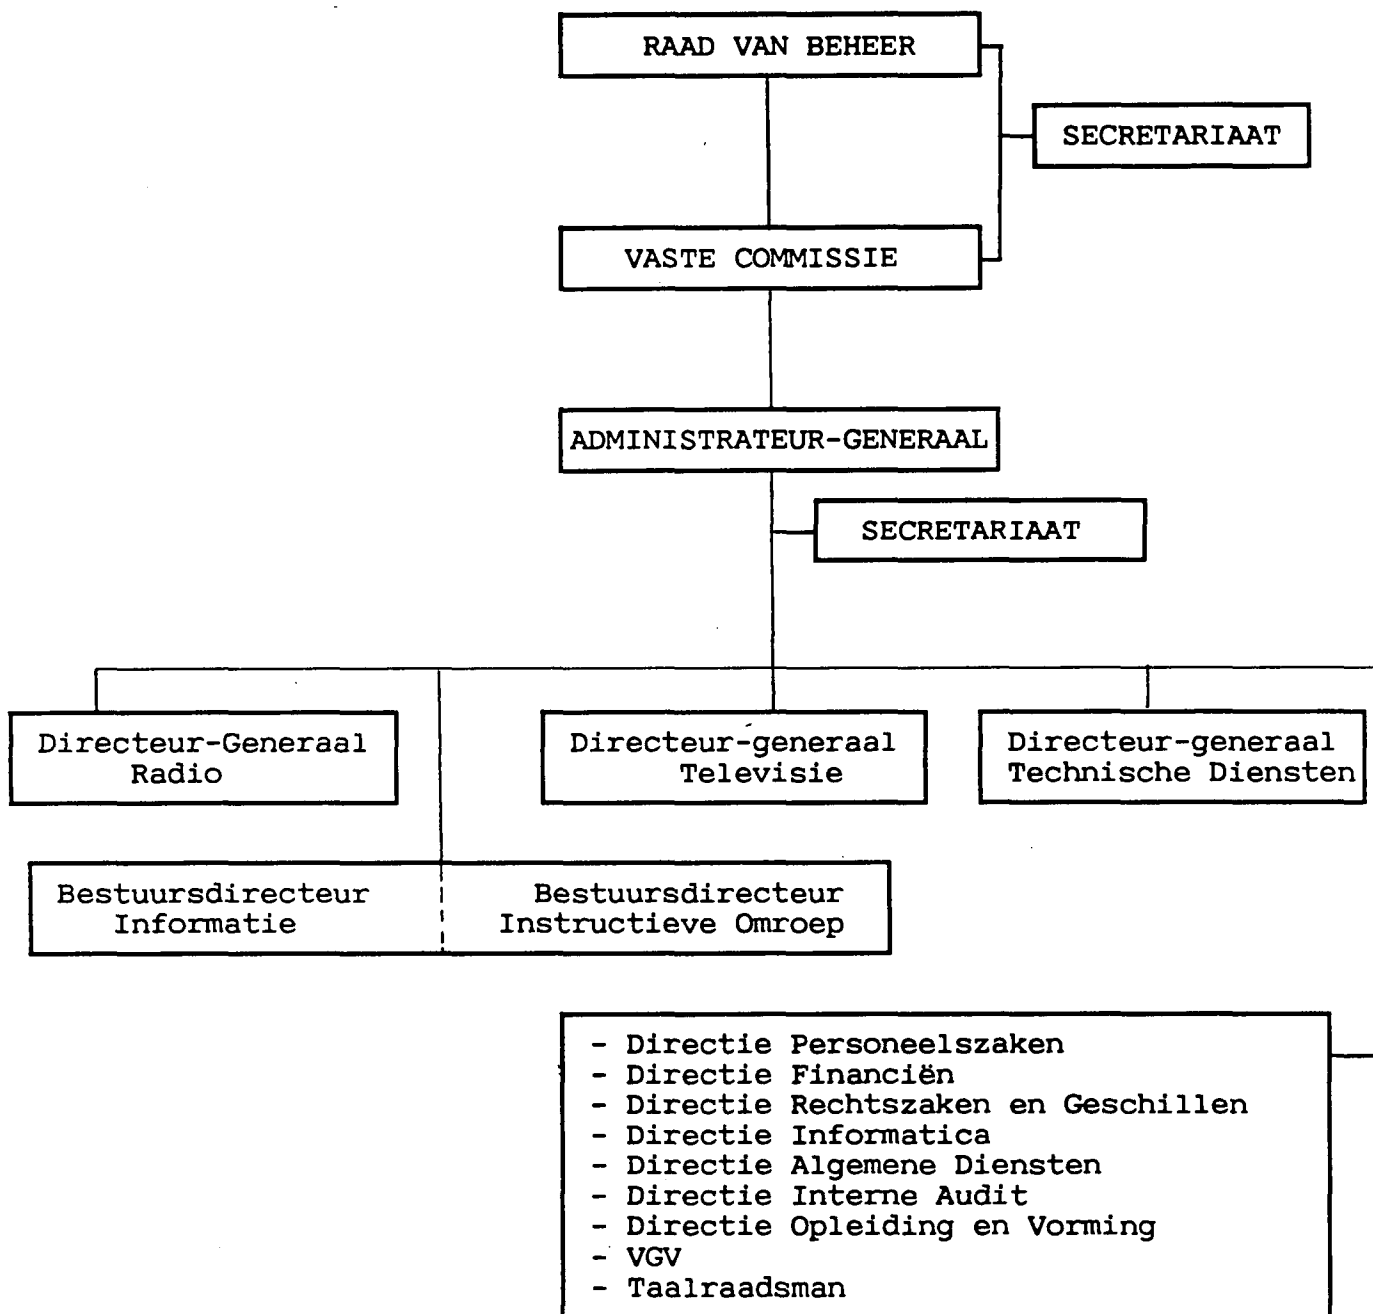 RAAD VAN BEHEER
SECRETARIAAT
VASTE COMMISSIE
ADMINISTRATEUR-GENERAAL
SECRETARIAAT
Directeur-Generaal
Radio
Directeur-generaal
Televisie
Directeur-generaal
Technische Diensten
Bestuursdirecteur
Informatie
Bestuursdirecteur
Instructieve Omroep
- Directie Personeelszaken
- Directie Financiën
- Directie Rechtszaken en Geschillen
- Directie Informatica
- Directie Algemene Diensten
- Directie Interne Audit
- Directie Opleiding en Vorming
- VGV
- Taalraadsman